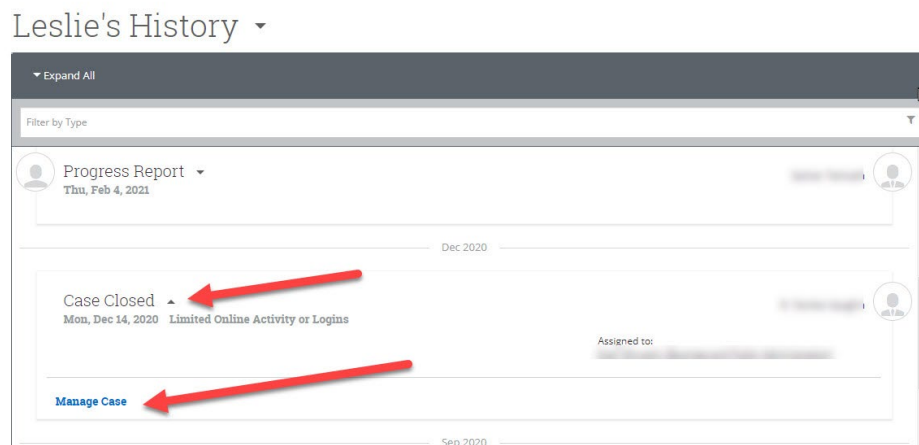 Leslie's History
Expand All
Filter by Type
Progress Report
Thu, Feb 4, 2021
Dec 2020
Case Closed
Mon, Dec 14, 2020 Limited Online Activity or Logins
Assigned to:
Manage Case
Sep 2020